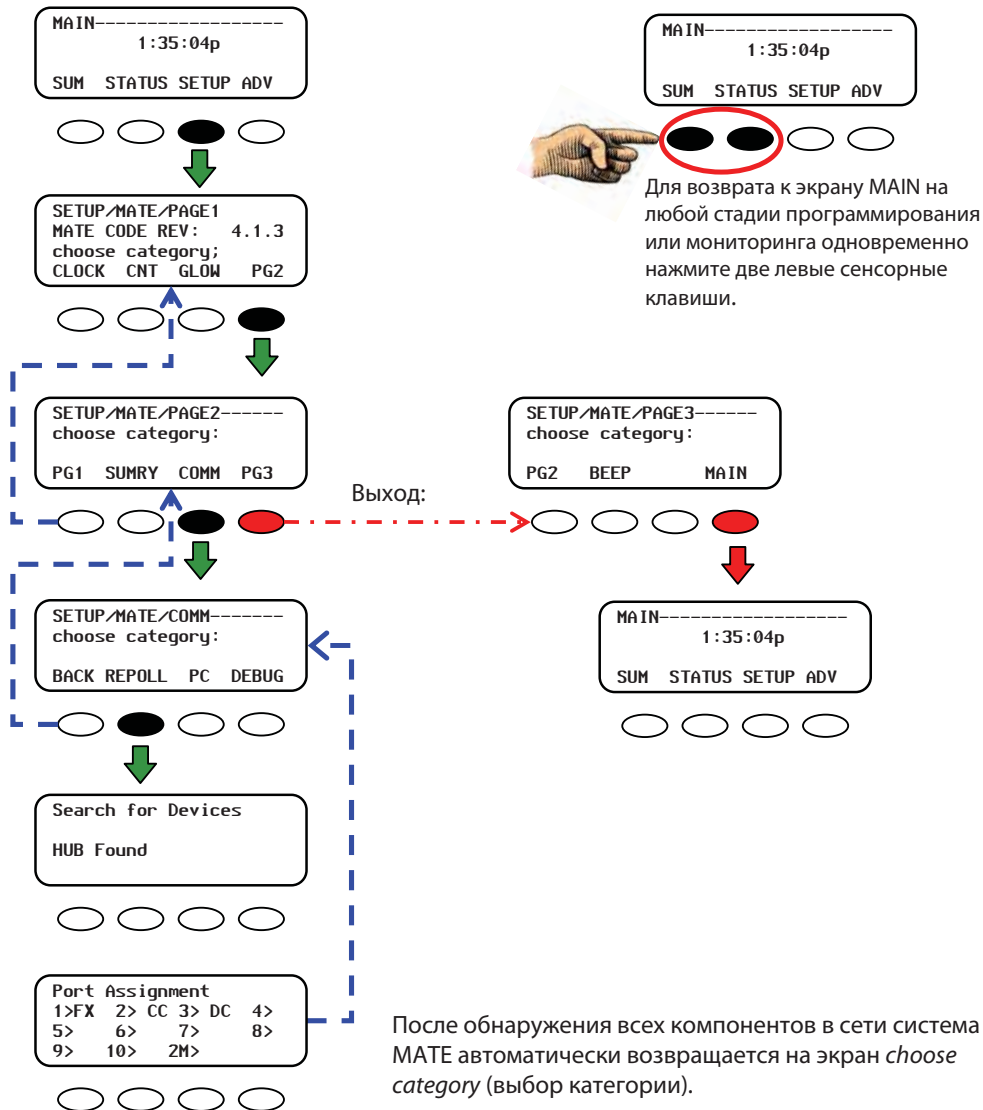 MAIN------------------
1:35:04p
SUM STATUS SETUP ADV
MAIN------------------
1:35:04p
SUM STATUS SETUP ADV
Для возврата к экрану MAIN на
любой стадии программирования
или мониторинга одновременно
нажмите две левые сенсорные
клавиши.
SETUP/MATE/PAGE1
MATE CODE REV: 4.1.3
choose category;
CLOCK CNT GLOW PG2
SETUP/MATE/PAGE2------
choose category:
PG1 SUMRY COMM PG3
Выход:
SETUP/MATE/PAGE3------
choose category:
PG2 BEEP MAIN
SETUP/MATE/COMM-------
choose category:
BACK REPOLL PC DEBUG
MAIN------------------
1:35:04p
SUM STATUS SETUP ADV
Search for Devices
HUB Found
Port Assignment
1>FX 2> CC 3> DC 4>
5> 6> 7> 8>
9> 10> 2M>
После обнаружения всех компонентов в сети система
MATE автоматически возвращается на экран choose
category (выбор категории).